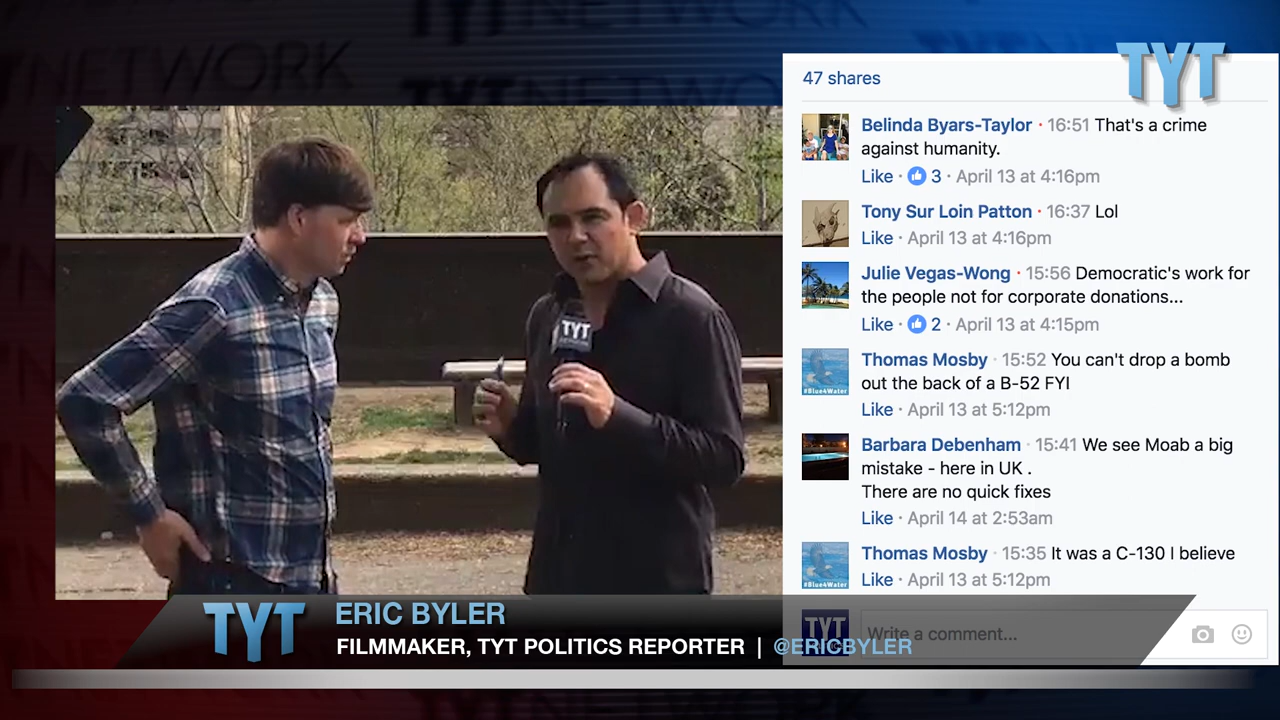 TYT NETWORK
NETWORK
TYT
47 shares
Belinda Byars-Taylor · 16:51 That's a crime
against humanity.
Like · 3 · April 13 at 4:16pm
Tony Sur Loin Patton · 16:37 Lol
Like · April 13 at 4:16pm
Julie Vegas-Wong · 15:56 Democratic's work for
the people not for corporate donations...
Like · 2 · April 13 at 4:15pm
Thomas Mosby · 15:52 You can't drop a bomb
out the back of a B-52 FYI
#Blue4Water
Like · April 13 at 5:12pm
Barbara Debenham · 15:41 We see Moab a big
mistake - here in UK .
There are no quick fixes
Like · April 14 at 2:53am
Thomas Mosby · 15:35 It was a C-130 I believe
#Blue4Water
Like · April 13 at 5:12pm
TYT
Write a comment...
TYT
TYT
ERIC BYLER
FILMMAKER, TYT POLITICS REPORTER | @ERICBYLER